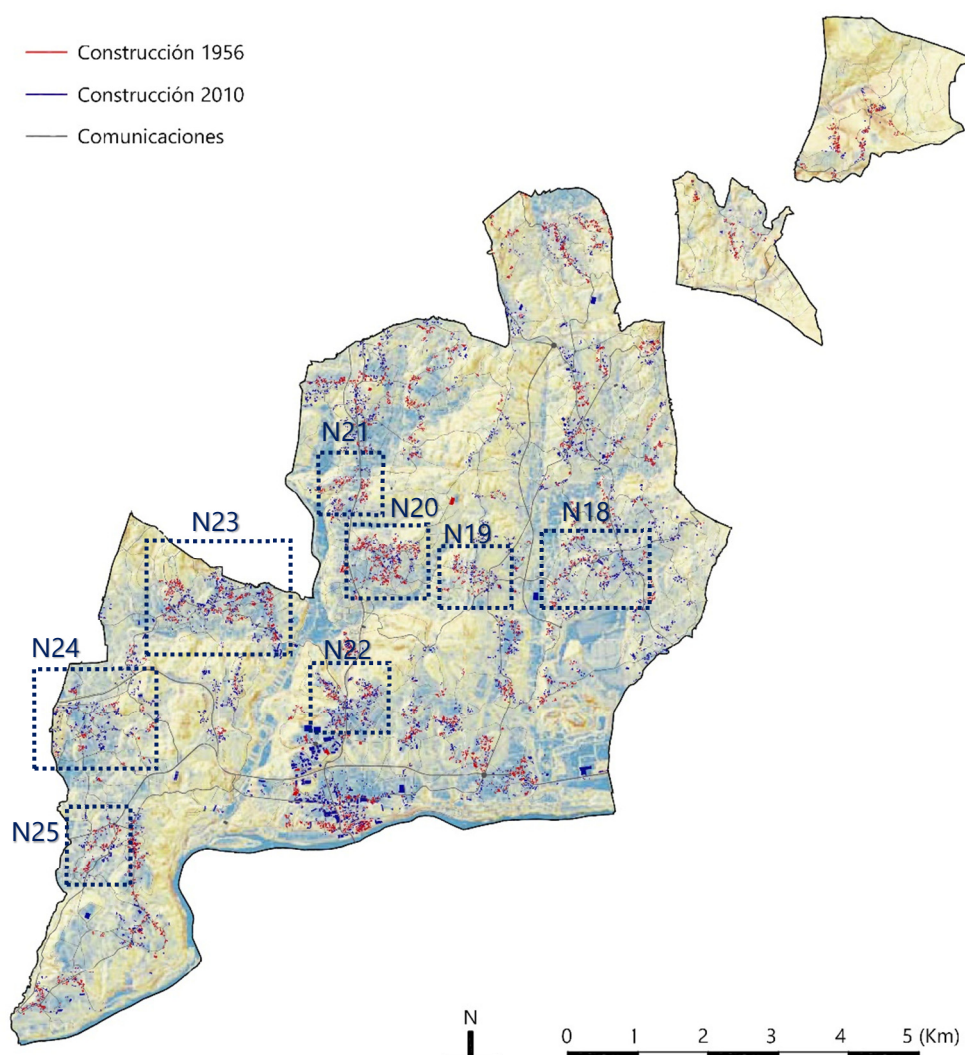 Construcción 1956
Construcción 2010
Comunicaciones
N21
N20
N23
N19
N18
N24
N22
N25
N
0 1 2 3 4 5 (Km)